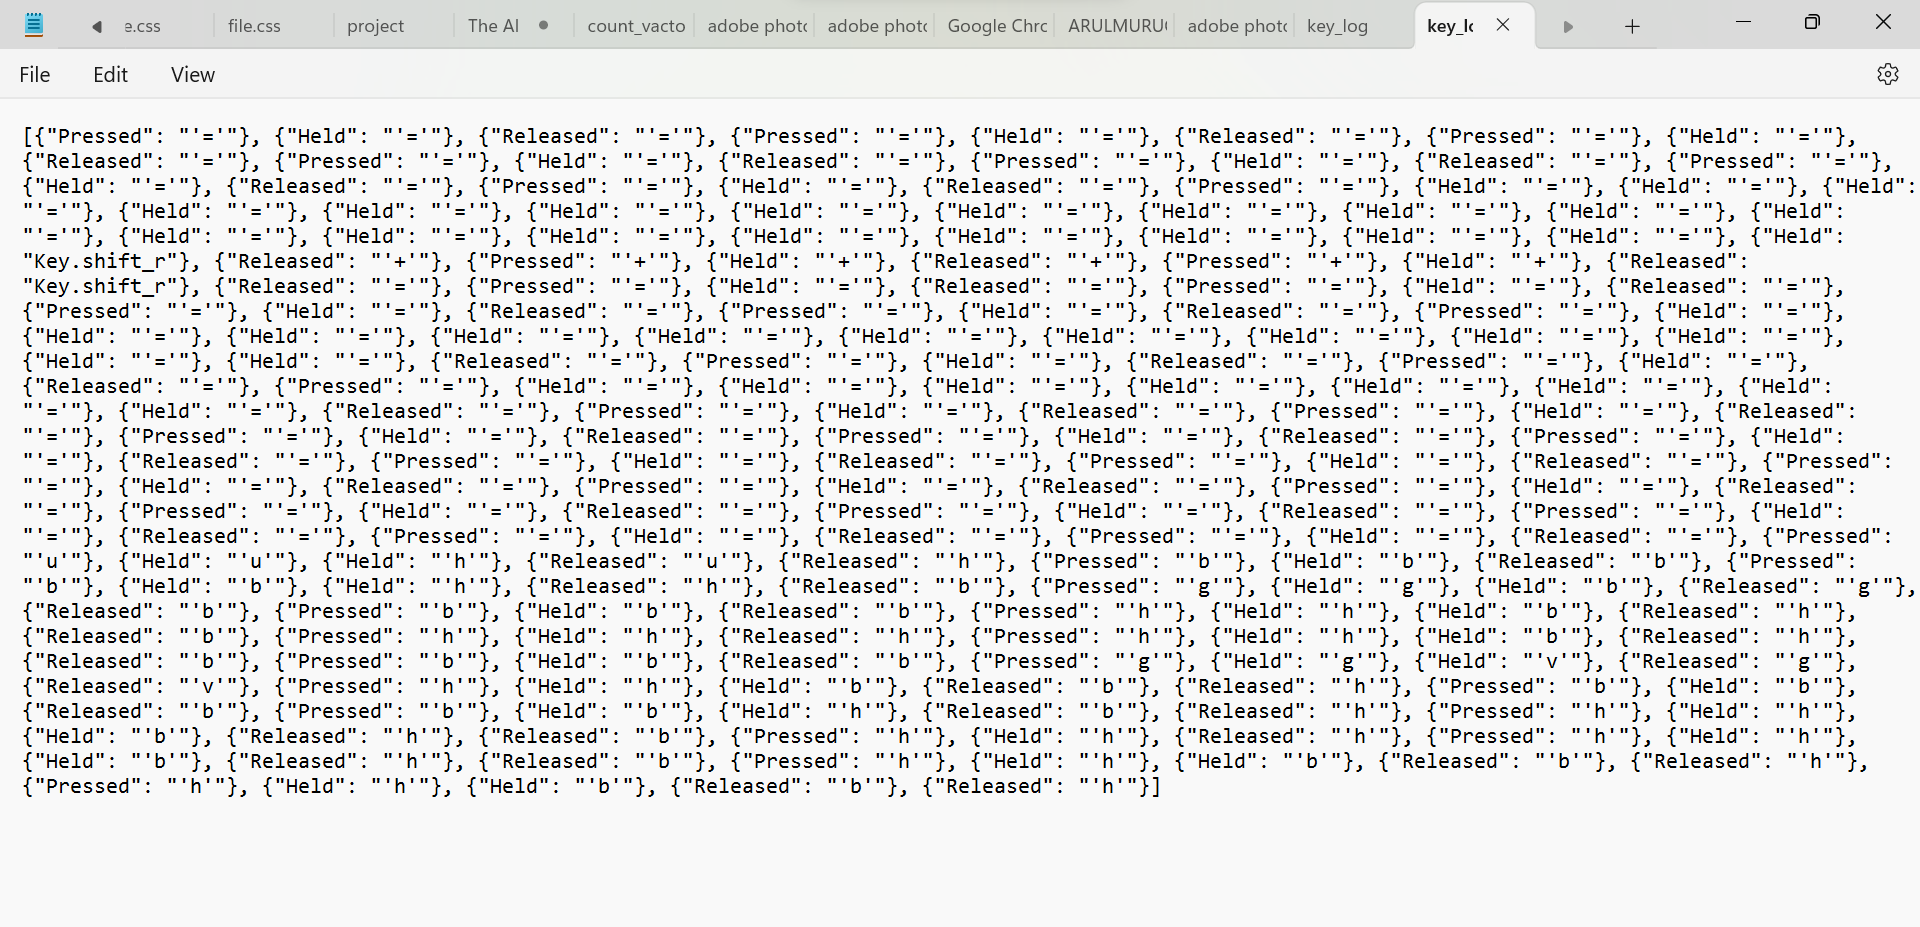 e.css file.css project The AI count_vacto adobe photo adobe photo Google Chrc ARULMURU adobe photo key_log key_lo
File Edit View
[{"Pressed": "'='"}, {"Held": "'='"}, {"Released": "'='"}, {"Pressed": "'='"}, {"Held": "'='"}, {"Released": "'='"}, {"Pressed": "'='"}, {"Held": "'='"},
{"Released": "'='"}, {"Pressed": "'='"}, {"Held": "'='"}, {"Released": "'='"}, {"Pressed": "'='"}, {"Held": "'='"}, {"Released": "'='"}, {"Pressed": "'='"},
{"Held": "'='"}, {"Released": "'='"}, {"Pressed": "'='"}, {"Held": "'='"}, {"Released": "'='"}, {"Pressed": "'='"}, {"Held": "'='"}, {"Held": "'='"}, {"Held":
"'='"}, {"Held": "'='"}, {"Held": "'='"}, {"Held": "'='"}, {"Held": "'='"}, {"Held": "'='"}, {"Held": "'='"}, {"Held": "'='"}, {"Held": "'='"}, {"Held":
"'='"}, {"Held": "'='"}, {"Held": "'='"}, {"Held": "'='"}, {"Held": "'='"}, {"Held": "'='"}, {"Held": "'='"}, {"Held": "'='"}, {"Held": "'='"}, {"Held":
"Key.shift_r"}, {"Released": "'+'"}, {"Pressed": "'+'"}, {"Held": "'+'"}, {"Released": "'+'"}, {"Pressed": "'+'"}, {"Held": "'+'"}, {"Released":
"Key.shift_r"}, {"Released": "'='"}, {"Pressed": "'='"}, {"Held": "'='"}, {"Released": "'='"}, {"Pressed": "'='"}, {"Held": "'='"}, {"Released": "'='"},
{"Pressed": "'='"}, {"Held": "'='"}, {"Released": "'='"}, {"Pressed": "'='"}, {"Held": "'='"}, {"Released": "'='"}, {"Pressed": "'='"}, {"Held": "'='"},
{"Held": "'='"}, {"Held": "'='"}, {"Held": "'='"}, {"Held": "'='"}, {"Held": "'='"}, {"Held": "'='"}, {"Held": "'='"}, {"Held": "'='"}, {"Held": "'='"},
{"Held": "'='"}, {"Held": "'='"}, {"Released": "'='"}, {"Pressed": "'='"}, {"Held": "'='"}, {"Released": "'='"}, {"Pressed": "'='"}, {"Held": "'='"},
{"Released": "'='"}, {"Pressed": "'='"}, {"Held": "'='"}, {"Held": "'='"}, {"Held": "'='"}, {"Held": "'='"}, {"Held": "'='"}, {"Held": "'='"}, {"Held":
"'='"}, {"Held": "'='"}, {"Released": "'='"}, {"Pressed": "'='"}, {"Held": "'='"}, {"Released": "'='"}, {"Pressed": "'='"}, {"Held": "'='"}, {"Released":
"'='"}, {"Pressed": "'='"}, {"Held": "'='"}, {"Released": "'='"}, {"Pressed": "'='"}, {"Held": "'='"}, {"Released": "'='"}, {"Pressed": "'='"}, {"Held":
"'='"}, {"Released": "'='"}, {"Pressed": "'='"}, {"Held": "'='"}, {"Released": "'='"}, {"Pressed": "'='"}, {"Held": "'='"}, {"Released": "'='"}, {"Pressed":
"'='"}, {"Held": "'='"}, {"Released": "'='"}, {"Pressed": "'='"}, {"Held": "'='"}, {"Released": "'='"}, {"Pressed": "'='"}, {"Held": "'='"}, {"Released":
"'='"}, {"Pressed": "'='"}, {"Held": "'='"}, {"Released": "'='"}, {"Pressed": "'='"}, {"Held": "'='"}, {"Released": "'='"}, {"Pressed": "'='"}, {"Held":
"'='"}, {"Released": "'='"}, {"Pressed": "'='"}, {"Held": "'='"}, {"Released": "'='"}, {"Pressed": "'='"}, {"Held": "'='"}, {"Released": "'='"}, {"Pressed":
"'u'"}, {"Held": "'u'"}, {"Held": "'h'"}, {"Released": "'u'"}, {"Released": "'h'"}, {"Pressed": "'b'"}, {"Held": "'b'"}, {"Released": "'b'"}, {"Pressed":
"'b'"}, {"Held": "'b'"}, {"Held": "'h'"}, {"Released": "'h'"}, {"Released": "'b'"}, {"Pressed": "'g'"}, {"Held": "'g'"}, {"Held": "'b'"}, {"Released": "'g'"},
{"Released": "'b'"}, {"Pressed": "'b'"}, {"Held": "'b'"}, {"Released": "'b'"}, {"Pressed": "'h'"}, {"Held": "'h'"}, {"Held": "'b'"}, {"Released": "'h'"},
{"Released": "'b'"}, {"Pressed": "'h'"}, {"Held": "'h'"}, {"Released": "'h'"}, {"Pressed": "'h'"}, {"Held": "'h'"}, {"Held": "'b'"}, {"Released": "'h'"},
{"Released": "'b'"}, {"Pressed": "'b'"}, {"Held": "'b'"}, {"Released": "'b'"}, {"Pressed": "'g'"}, {"Held": "'g'"}, {"Held": "'v'"}, {"Released": "'g'"},
{"Released": "'v'"}, {"Pressed": "'h'"}, {"Held": "'h'"}, {"Held": "'b'"}, {"Released": "'b'"}, {"Released": "'h'"}, {"Pressed": "'b'"}, {"Held": "'b'"},
{"Released": "'b'"}, {"Pressed": "'b'"}, {"Held": "'b'"}, {"Held": "'h'"}, {"Released": "'b'"}, {"Released": "'h'"}, {"Pressed": "'h'"}, {"Held": "'h'"},
{"Held": "'b'"}, {"Released": "'h'"}, {"Released": "'b'"}, {"Pressed": "'h'"}, {"Held": "'h'"}, {"Released": "'h'"}, {"Pressed": "'h'"}, {"Held": "'h'"},
{"Held": "'b'"}, {"Released": "'h'"}, {"Released": "'b'"}, {"Pressed": "'h'"}, {"Held": "'h'"}, {"Held": "'b'"}, {"Released": "'b'"}, {"Released": "'h'"},
{"Pressed": "'h'"}, {"Held": "'h'"}, {"Held": "'b'"}, {"Released": "'b'"}, {"Released": "'h'"}]